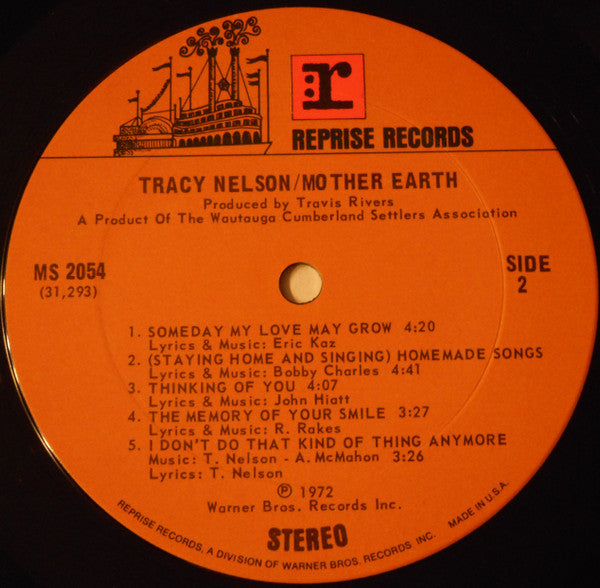 r
REPRISE RECORDS
TRACY NELSON/MOTHER EARTH
Produced by Travis Rivers
A Product Of The Wautauga Cumberland Settlers Association
MS 2054
(31,293)
SIDE
2
1. SOMEDAY MY LOVE MAY GROW 4:20
Lyrics & Music: Eric Kaz
2. (STAYING HOME AND SINGING) HOMEMADE SONGS
Lyrics & Music: Bobby Charles 4:41
3. THINKING OF YOU 4:07
Lyrics & Music: John Hiatt
4. THE MEMORY OF YOUR SMILE 3:27
Lyrics & Music: R. Rakes
5. I DON'T DO THAT KIND OF THING ANYMORE
Music: T. Nelson - A. McMahon 3:26
Lyrics: T. Nelson
℗ 1972
Warner Bros. Records Inc.
STEREO
REPRISE RECORDS, A DIVISION OF WARNER BROS. RECORDS, INC. MADE IN U.S.A.